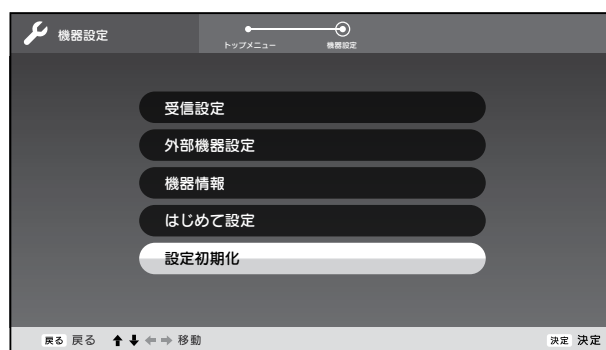 機器設定
トップメニュー 機器設定
受信設定
外部機器設定
機器情報
はじめて設定
設定初期化
戻る 戻る 移動 決定 決定